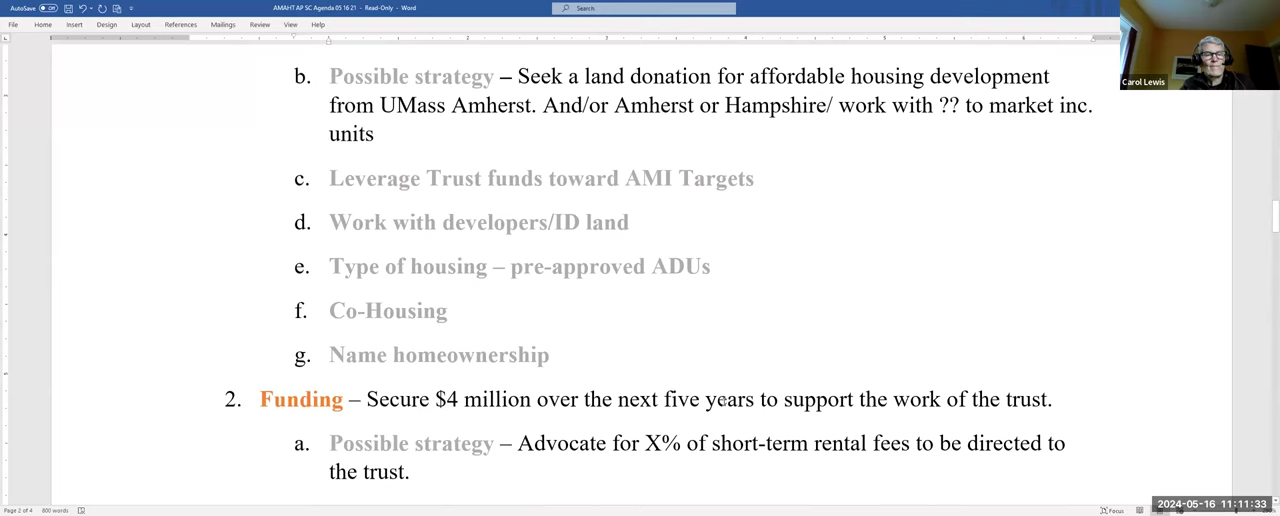 AutoSave Off AMAHT AP SC Agenda 05 16 21 - Read-Only - Word Search
File Home Insert Design Layout References Mailings Review View Help
Carol Lewis
b. Possible strategy – Seek a land donation for affordable housing development
from UMass Amherst. And/or Amherst or Hampshire/ work with ?? to market inc.
units
c. Leverage Trust funds toward AMI Targets
d. Work with developers/ID land
e. Type of housing – pre-approved ADUs
f. Co-Housing
g. Name homeownership
2. Funding – Secure $4 million over the next five years to support the work of the trust.
a. Possible strategy – Advocate for X% of short-term rental fees to be directed to
the trust.
Page 2 of 4 800 words Focus
2024-05-16 11:11:33